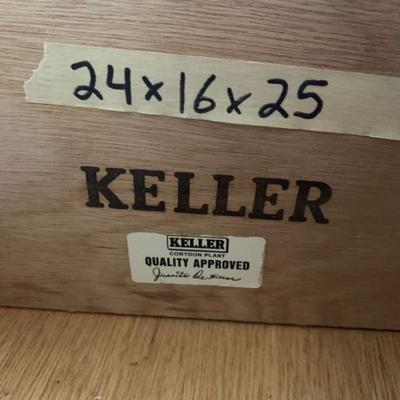 24x16x25
KELLER
KELLER
CORYDON PLANT
QUALITY APPROVED